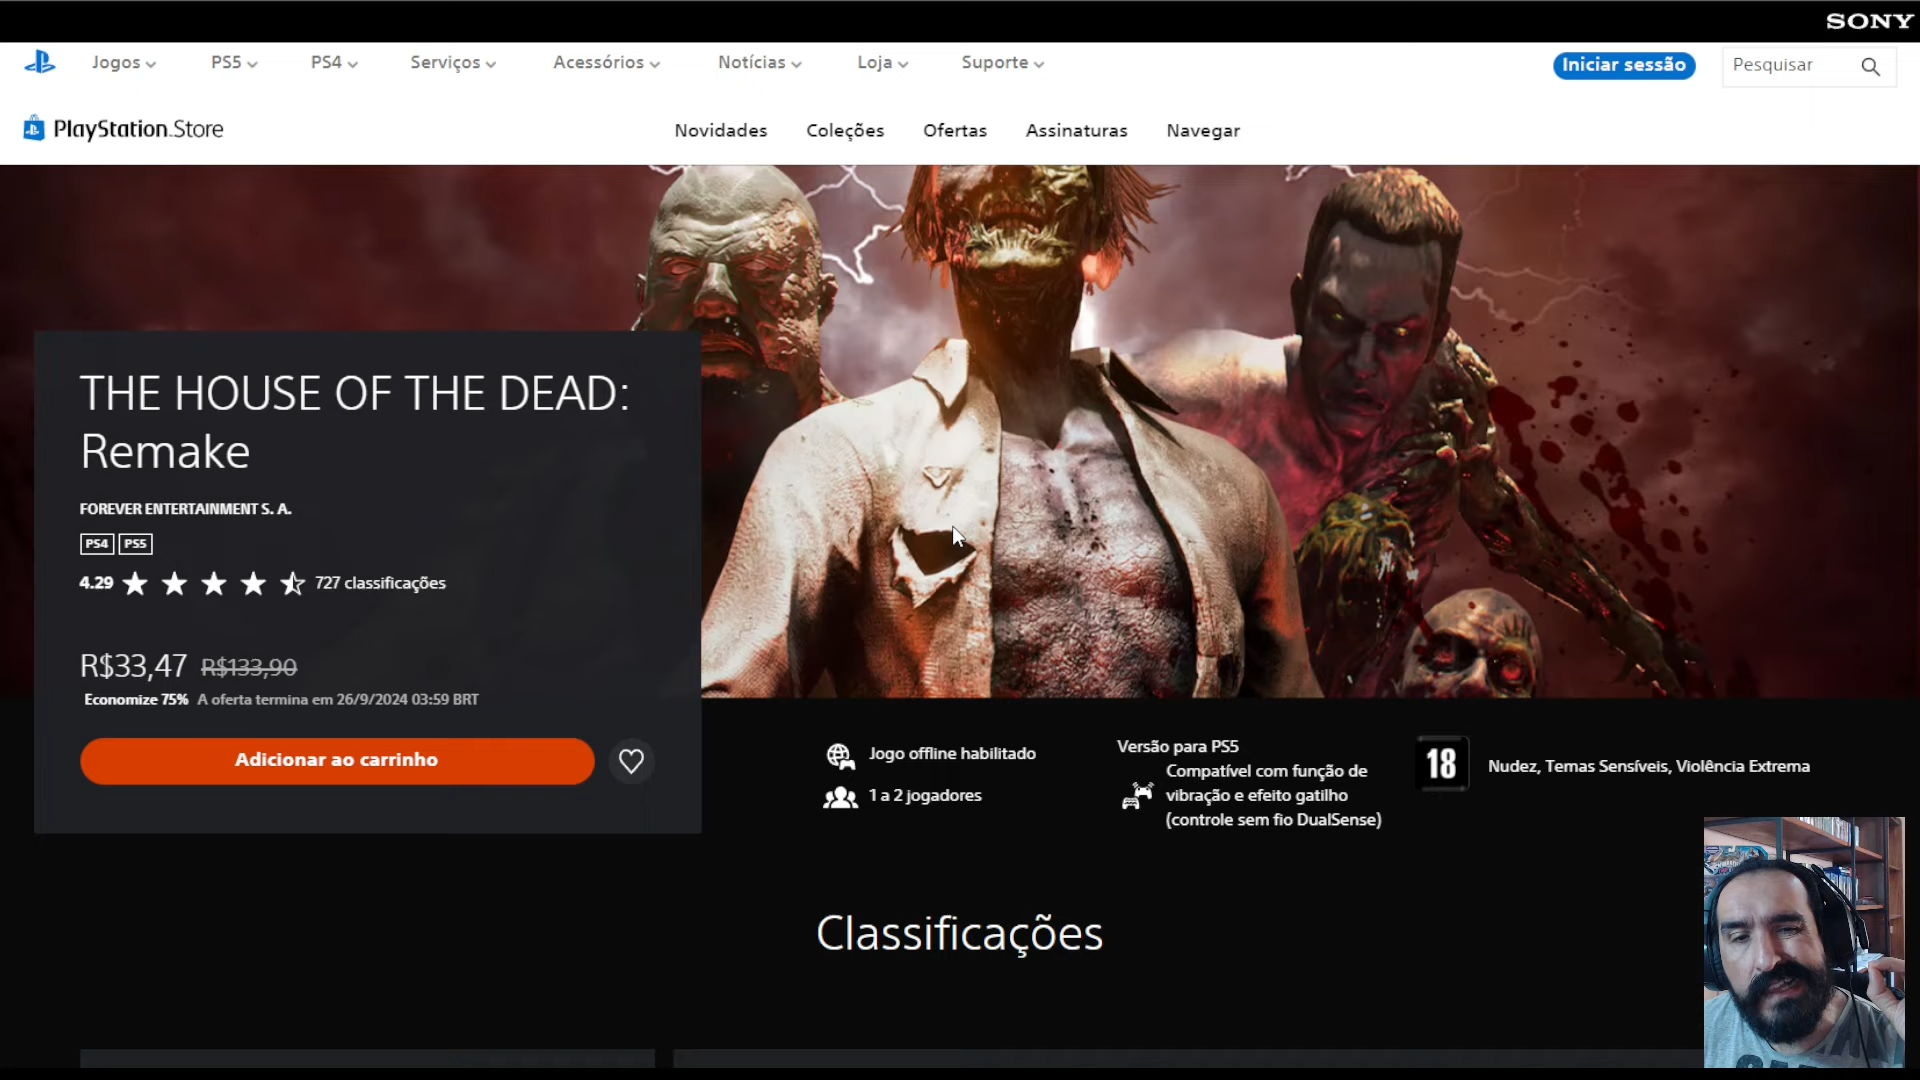 SONY
Jogos PS5 PS4 Serviços Acessórios Notícias Loja Suporte Iniciar sessão Pesquisar
PlayStation Store Novidades Coleções Ofertas Assinaturas Navegar
THE HOUSE OF THE DEAD:
Remake
FOREVER ENTERTAINMENT S. A.
PS4 PS5
4.29 727 classificações
R$33,47 R$133,90
Economize 75% A oferta termina em 26/9/2024 03:59 BRT
Adicionar ao carrinho
Jogo offline habilitado
1 a 2 jogadores
Versão para PS5
Compatível com função de
vibração e efeito gatilho
(controle sem fio DualSense)
18 Nudez, Temas Sensíveis, Violência Extrema
Classificações